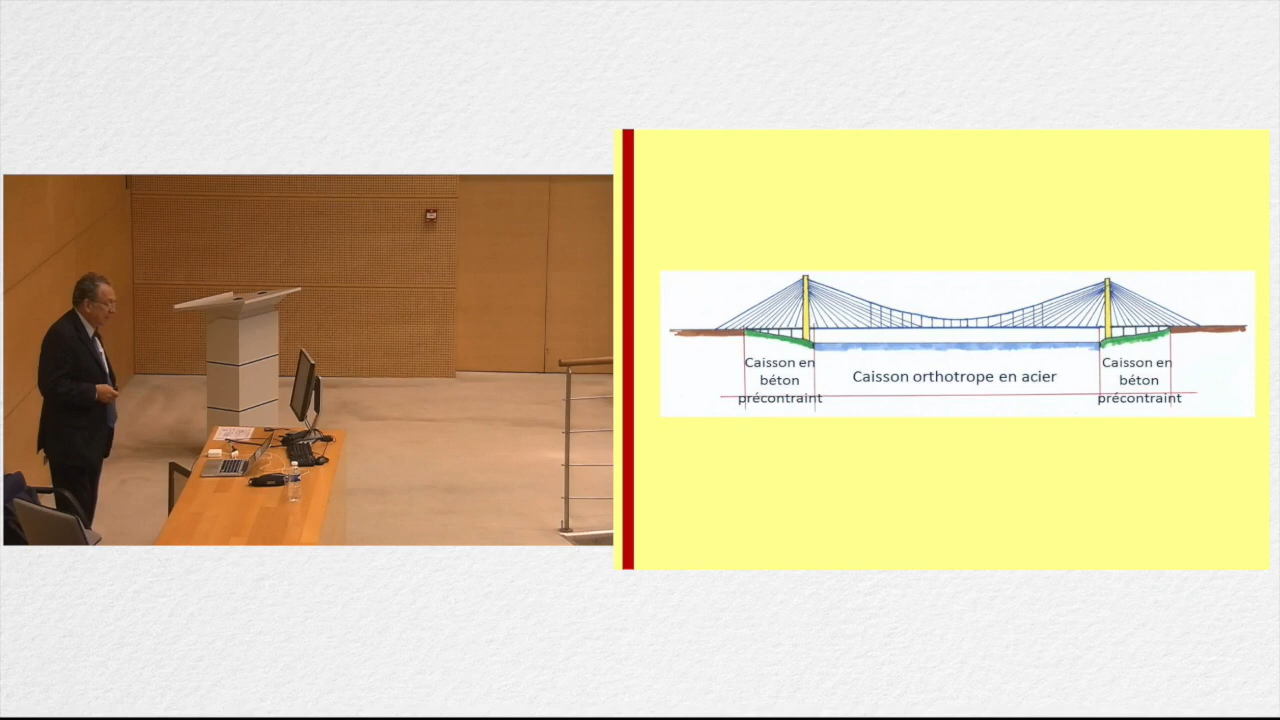 Caisson en
béton
précontraint
Caisson orthotrope en acier
Caisson en
béton
précontraint